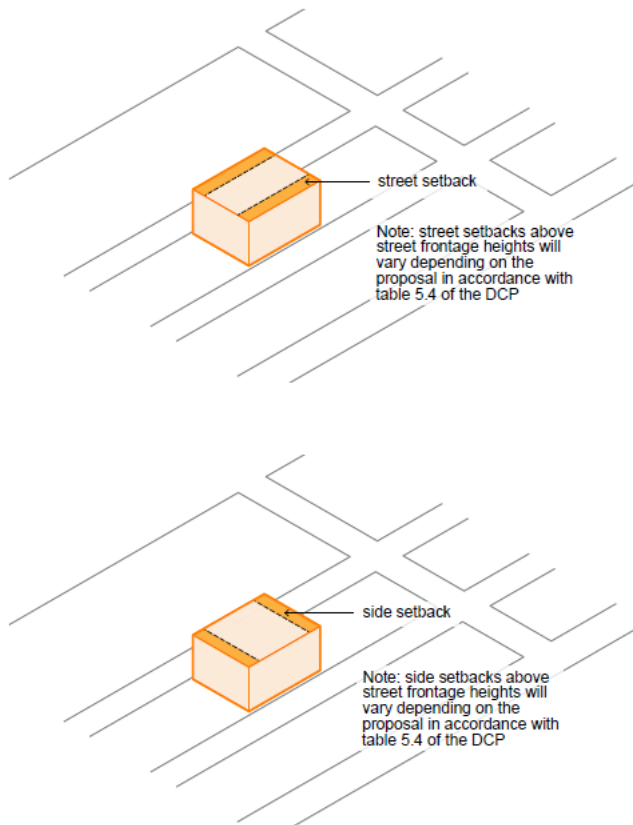 street setback
Note: street setbacks above
street frontage heights will
vary depending on the
proposal in accordance with
table 5.4 of the DCP
side setback
Note: side setbacks above
street frontage heights will
vary depending on the
proposal in accordance with
table 5.4 of the DCP